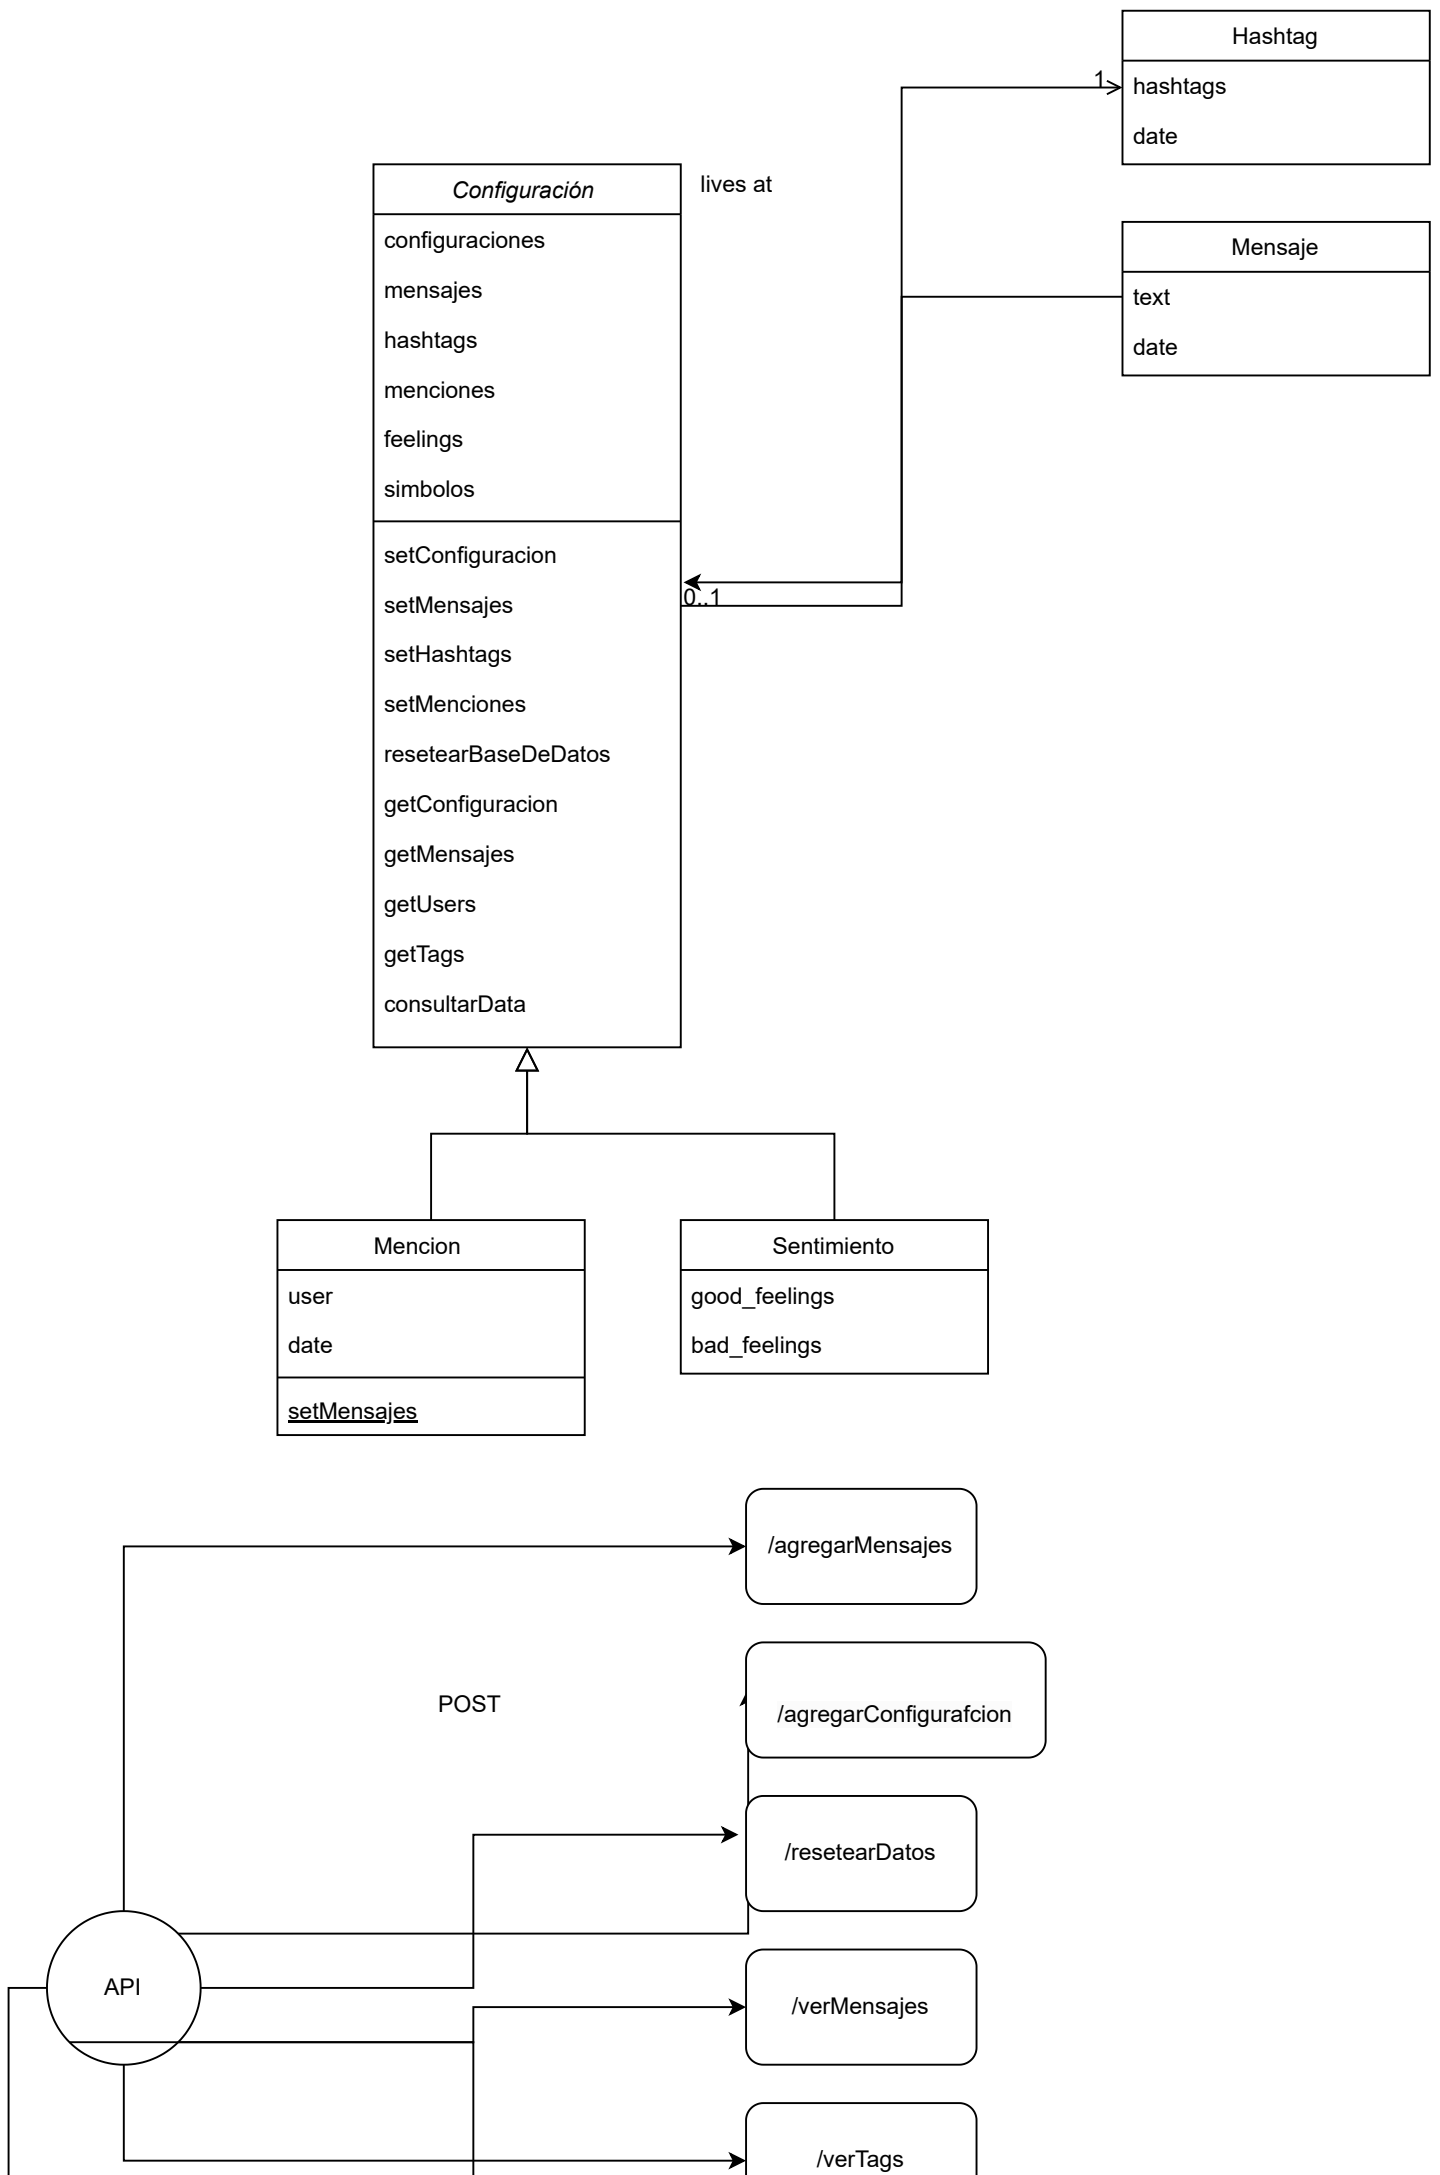 Hashtag
1
hashtags
date
Configuración
lives at
configuraciones
mensajes
hashtags
menciones
feelings
simbolos
Mensaje
text
date
setConfiguracion
setMensajes
0..1
setHashtags
setMenciones
resetearBaseDeDatos
getConfiguracion
getMensajes
getUsers
getTags
consultarData
Mencion
user
date
setMensajes
Sentimiento
good_feelings
bad_feelings
/agregarMensajes
POST
/agregarConfigurafcion
/resetearDatos
API
/verMensajes
/verTags